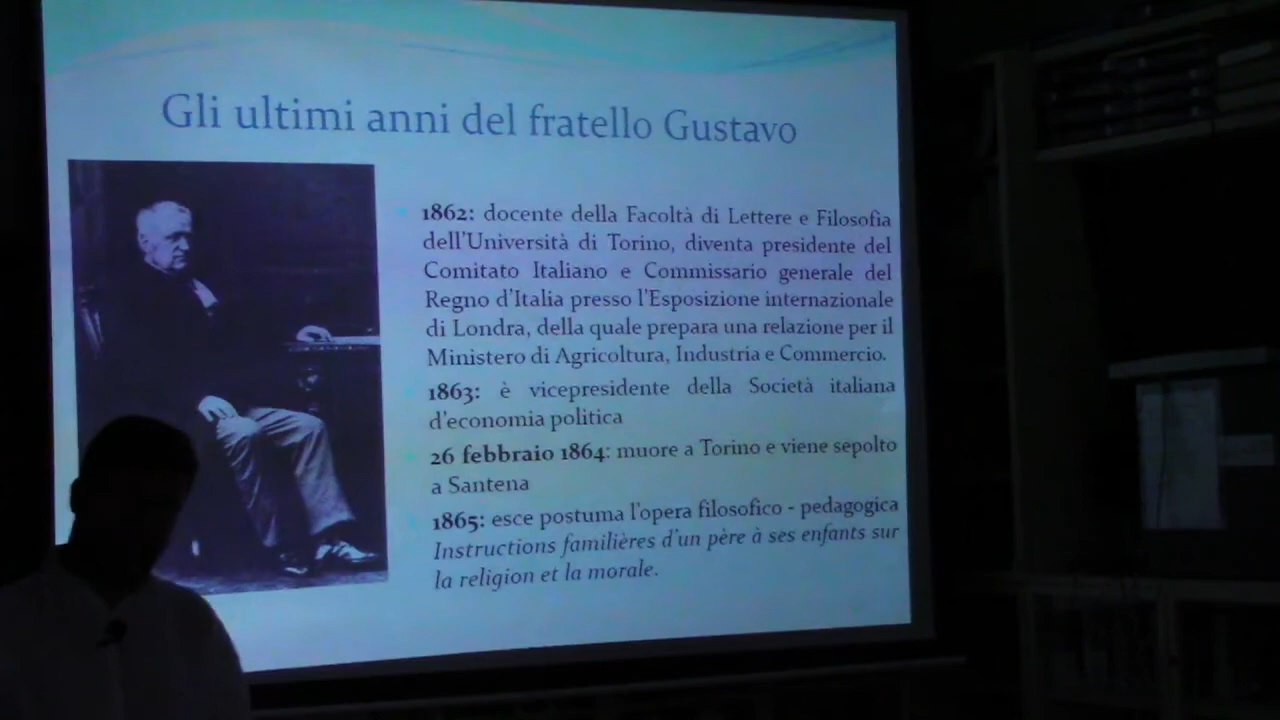 Gli ultimi anni del fratello Gustavo
1862: docente della Facoltà di Lettere e Filosofia
dell'Università di Torino, diventa presidente del
Comitato Italiano e Commissario generale del
Regno d'Italia presso l'Esposizione internazionale
di Londra, della quale prepara una relazione per il
Ministero di Agricoltura, Industria e Commercio.
1863: è vicepresidente della Società italiana
d'economia politica
26 febbraio 1864: muore a Torino e viene sepolto
a Santena
1865: esce postuma l'opera filosofico - pedagogica
Instructions familières d'un père à ses enfants sur
la religion et la morale.